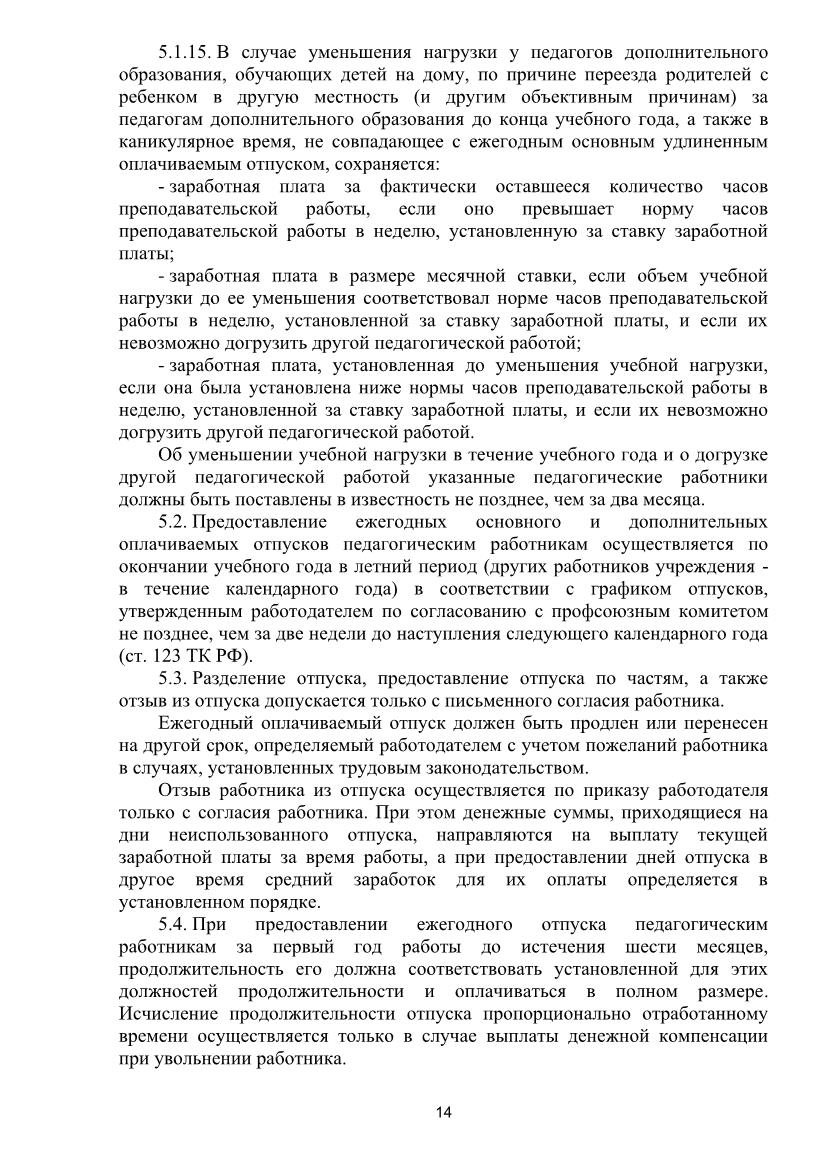 5.1.15. В случае уменьшения нагрузки у педагогов дополнительного
образования, обучающих детей на дому, по причине переезда родителей с
ребенком в другую местность (и другим объективным причинам) за
педагогам дополнительного образования до конца учебного года, а также в
каникулярное время, не совпадающее с ежегодным основным удлиненным
оплачиваемым отпуском, сохраняется:
- заработная плата за фактически оставшееся количество часов
преподавательской работы, если оно превышает норму часов
преподавательской работы в неделю, установленную за ставку заработной
платы;
- заработная плата в размере месячной ставки, если объем учебной
нагрузки до ее уменьшения соответствовал норме часов преподавательской
работы в неделю, установленной за ставку заработной платы, и если их
невозможно догрузить другой педагогической работой;
- заработная плата, установленная до уменьшения учебной нагрузки,
если она была установлена ниже нормы часов преподавательской работы в
неделю, установленной за ставку заработной платы, и если их невозможно
догрузить другой педагогической работой.
Об уменьшении учебной нагрузки в течение учебного года и о догрузке
другой педагогической работой указанные педагогические работники
должны быть поставлены в известность не позднее, чем за два месяца.
5.2. Предоставление ежегодных основного и дополнительных
оплачиваемых отпусков педагогическим работникам осуществляется по
окончании учебного года в летний период (других работников учреждения -
в течение календарного года) в соответствии с графиком отпусков,
утвержденным работодателем по согласованию с профсоюзным комитетом
не позднее, чем за две недели до наступления следующего календарного года
(ст. 123 ТК РФ).
5.3. Разделение отпуска, предоставление отпуска по частям, а также
отзыв из отпуска допускается только с письменного согласия работника.
Ежегодный оплачиваемый отпуск должен быть продлен или перенесен
на другой срок, определяемый работодателем с учетом пожеланий работника
в случаях, установленных трудовым законодательством.
Отзыв работника из отпуска осуществляется по приказу работодателя
только с согласия работника. При этом денежные суммы, приходящиеся на
дни неиспользованного отпуска, направляются на выплату текущей
заработной платы за время работы, а при предоставлении дней отпуска в
другое время средний заработок для их оплаты определяется в
установленном порядке.
5.4. При предоставлении ежегодного отпуска педагогическим
работникам за первый год работы до истечения шести месяцев,
продолжительность его должна соответствовать установленной для этих
должностей продолжительности и оплачиваться в полном размере.
Исчисление продолжительности отпуска пропорционально отработанному
времени осуществляется только в случае выплаты денежной компенсации
при увольнении работника.
14